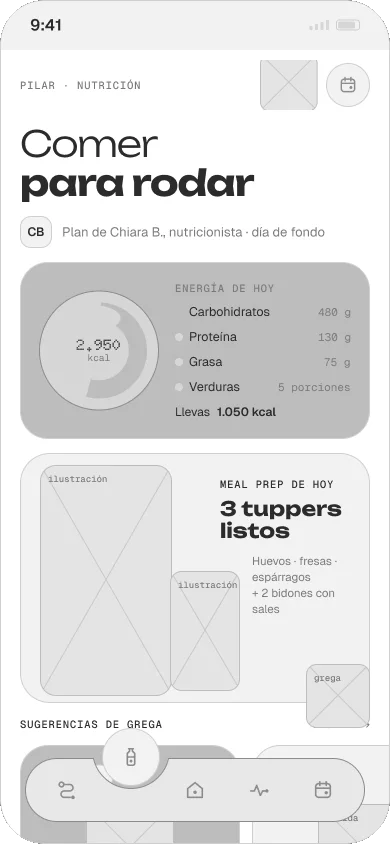 9:41
PILAR · NUTRICIÓN
Comer
para rodar
CB
Plan de Chiara B., nutricionista · día de fondo
ENERGÍA DE HOY
2.950
kcal
Carbohidratos 480 g
Proteína 130 g
Grasa 75 g
Verduras 5 porciones
Llevas 1.050 kcal
ilustración
MEAL PREP DE HOY
3 tuppers
listos
Huevos · fresas ·
espárragos
+ 2 bidones con
sales
ilustración
grega
SUGERENCIAS DE GREGA